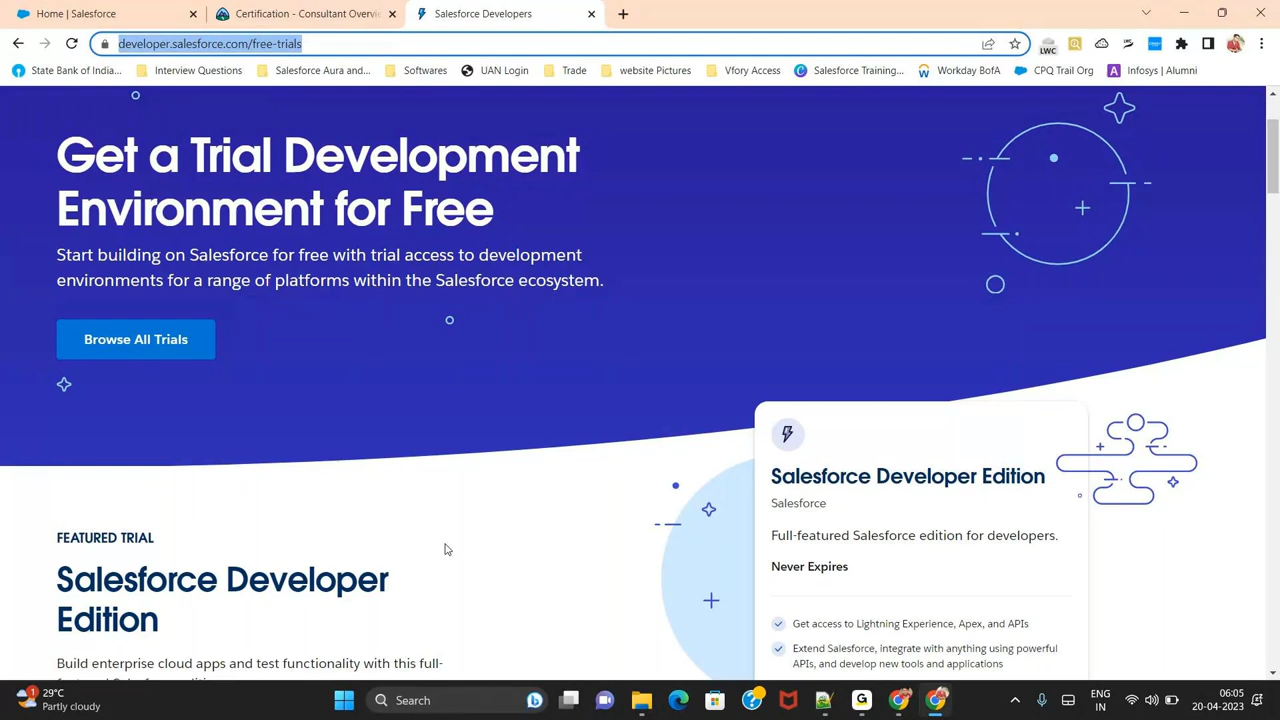 Home | Salesforce
Certification - Consultant Overvi
Salesforce Developers
developer.salesforce.com/free-trials
LWC
State Bank of India...
Interview Questions
Salesforce Aura and...
Softwares
UAN Login
Trade
website Pictures
Vfory Access
Salesforce Training...
Workday BofA
CPQ Trail Org
Infosys | Alumni
Get a Trial Development
Environment for Free
Start building on Salesforce for free with trial access to development
environments for a range of platforms within the Salesforce ecosystem.
Browse All Trials
Salesforce Developer Edition
Salesforce
Full-featured Salesforce edition for developers.
Never Expires
Get access to Lightning Experience, Apex, and APIs
Extend Salesforce, integrate with anything using powerful
APIs, and develop new tools and applications
FEATURED TRIAL
Salesforce Developer
Edition
Build enterprise cloud apps and test functionality with this full-
1
29°C
Partly cloudy
Search
ENG
IN
06:05
20-04-2023